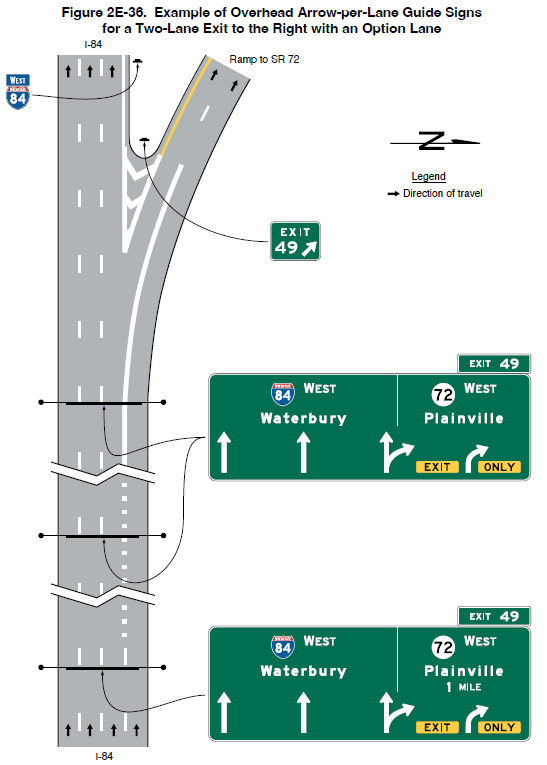 Figure 2E-36. Example of Overhead Arrow-per-Lane Guide Signs
for a Two-Lane Exit to the Right with an Option Lane
I-84
Ramp to SR 72
WEST
INTERSTATE
84
N
Legend
Direction of travel
EXIT
49
EXIT 49
INTERSTATE
84 WEST
Waterbury
72 WEST
Plainville
EXIT ONLY
EXIT 49
INTERSTATE
84 WEST
Waterbury
72 WEST
Plainville
1 MILE
EXIT ONLY
I-84